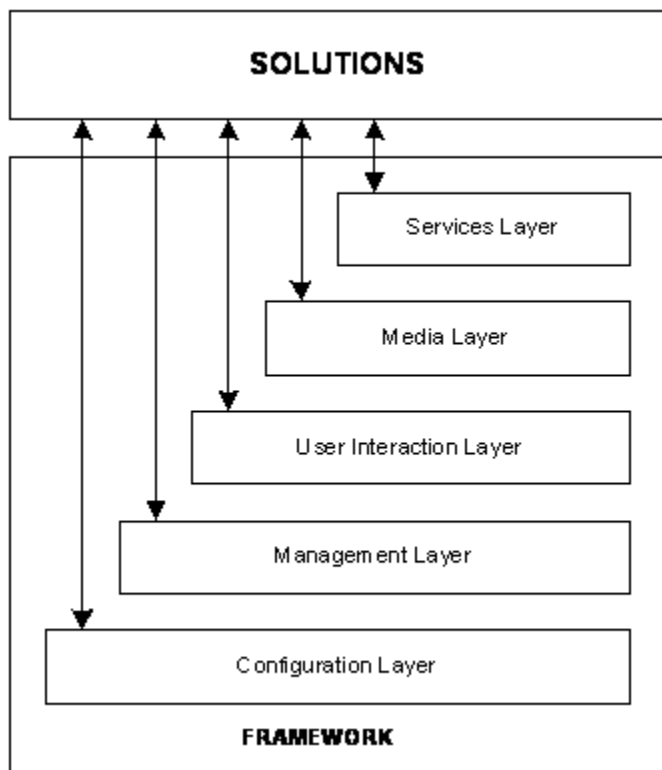 SOLUTIONS
Services Layer
Media Layer
User Interaction Layer
Management Layer
Configuration Layer
FRAMEWORK